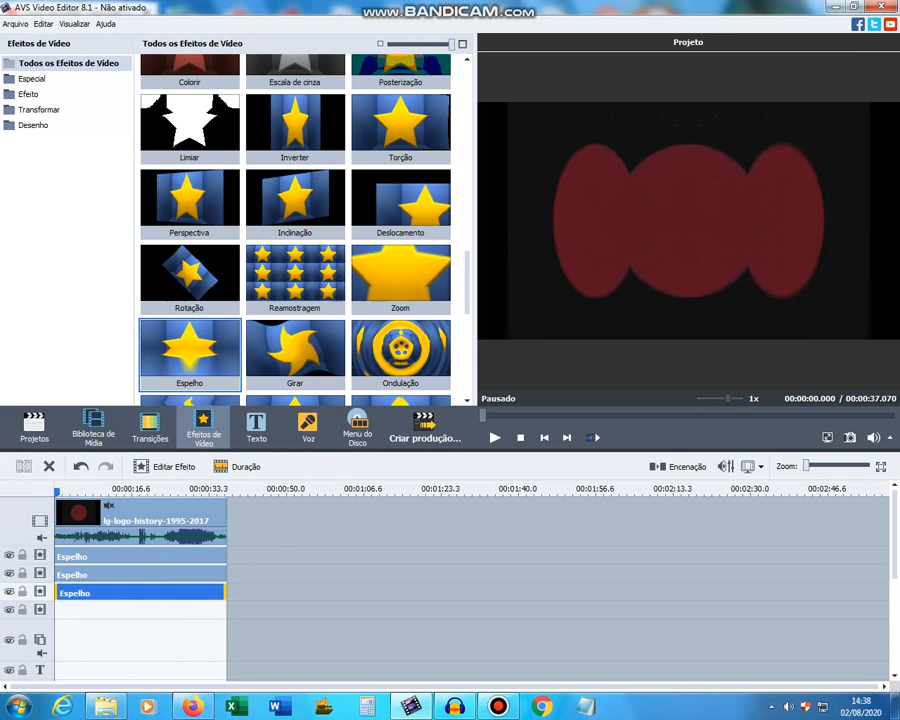 AVS Video Editor 8.1 - Não ativado
www.BANDICAM.com
Arquivo Editar Visualizar Ajuda
Efeitos de Vídeo
Todos os Efeitos de Vídeo
Projeto
Todos os Efeitos de Vídeo
Especial
Efeito
Transformar
Desenho
Colorir
Escala de cinza
Posterização
Limiar
Inverter
Torção
Perspectiva
Inclinação
Deslocamento
Rotação
Reamostragem
Zoom
Espelho
Girar
Ondulação
Pausado
1x
00:00:00.000 / 00:00:37.070
Projetos
Biblioteca de Mídia
Transições
Efeitos de Vídeo
Texto
Voz
Menu do Disco
Criar produção...
Editar Efeito
Duração
Encenação
Zoom:
00:00:16.6 00:00:33.3 00:00:50.0 00:01:06.6 00:01:23.3 00:01:40.0 00:01:56.6 00:02:13.3 00:02:30.0 00:02:46.6
lg-logo-history-1995-2017
Espelho
Espelho
Espelho
T
14:38
02/08/2020